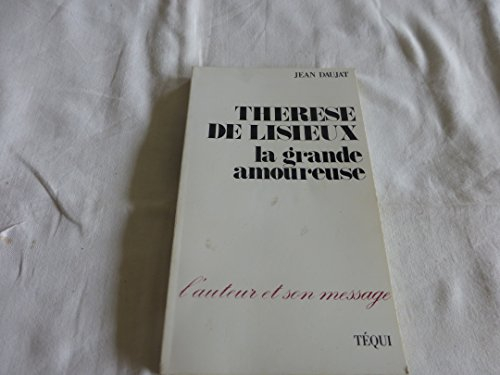 JEAN DAUJAT
THERESE
DE LISIEUX
la grande
amoureuse
l'auteur et son message
TÉQUI